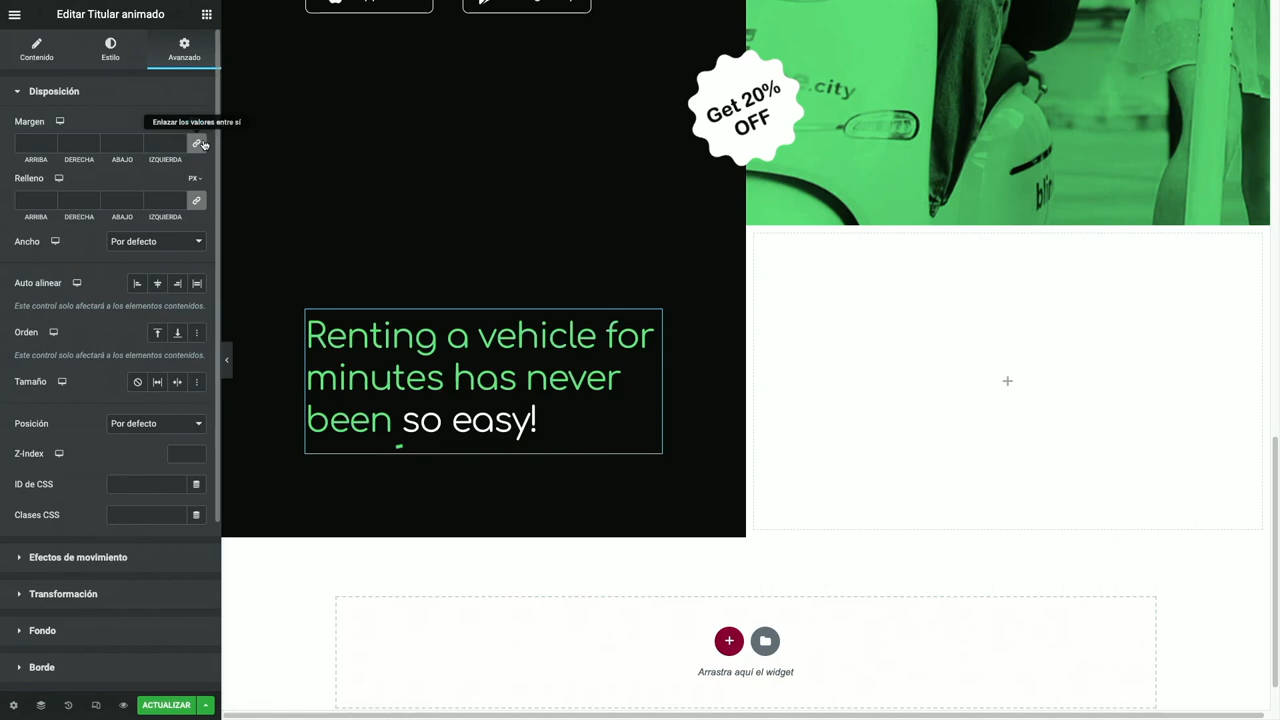 Editar Titular animado
Contenido
Estilo
Avanzado
Disposición
Margen
Enlazar los valores entre sí
ARRIBA DERECHA ABAJO IZQUIERDA
Relleno
PX
ARRIBA DERECHA ABAJO IZQUIERDA
Ancho
Por defecto
Auto alinear
Este control solo afectará a los elementos contenidos.
Orden
Este control solo afectará a los elementos contenidos.
Tamaño
Posición
Por defecto
Z-Index
ID de CSS
Clases CSS
Efectos de movimiento
Transformación
Fondo
Borde
ACTUALIZAR
Get 20%
OFF
.city
Renting a vehicle for
minutes has never
been so easy!
Arrastra aquí el widget